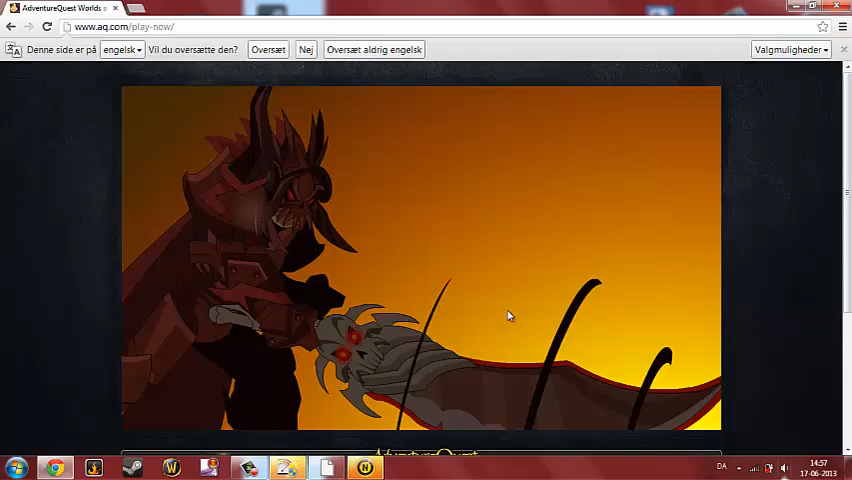 AdventureQuest Worlds o
www.aq.com/play-now/
Denne side er på engelsk Vil du oversætte den? Oversæt Nej Oversæt aldrig engelsk Valgmuligheder
AdventureQuest
DA 14:57
17-06-2013